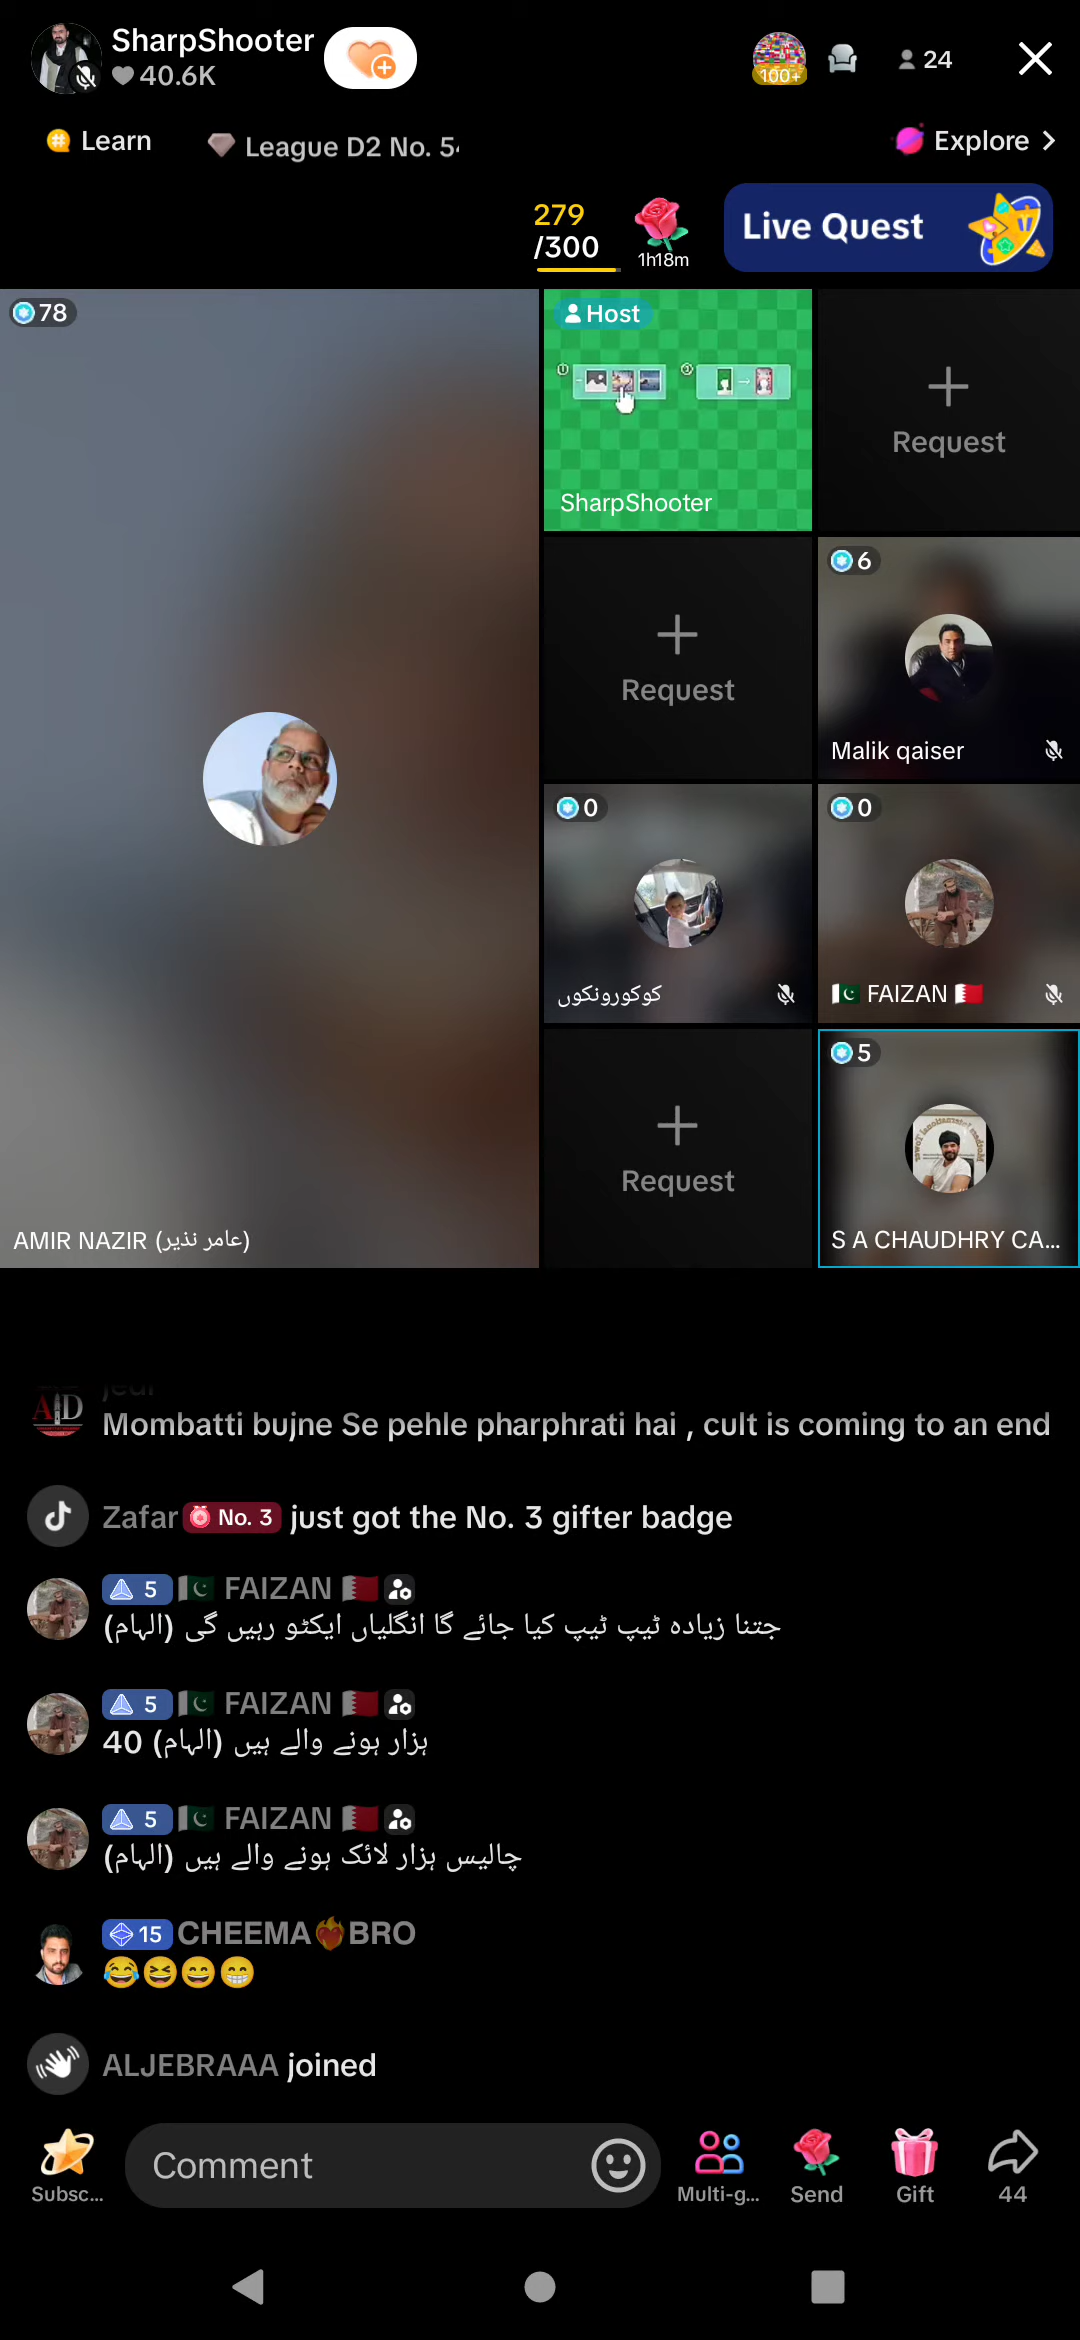 SharpShooter
40.6K
100+
24
Learn
League D2 No. 5
Explore
279
/300
1h18m
Live Quest
78
Host
SharpShooter
Request
Request
6
Malik qaiser
0
کوکورونکوں
0
🇵🇰 FAIZAN 🇧🇭
Request
5
S A CHAUDHRY CA...
AMIR NAZIR (عامر نذیر)
Mombatti bujne Se pehle pharphrati hai , cult is coming to an end
Zafar No. 3 just got the No. 3 gifter badge
5 🇵🇰 FAIZAN 🇧🇭
جتنا زیادہ ٹیپ ٹیپ کیا جائے گا انگلیاں ایکٹو رہیں گی (الہام)
5 🇵🇰 FAIZAN 🇧🇭
40 ہزار ہونے والے ہیں (الہام)
5 🇵🇰 FAIZAN 🇧🇭
چالیس ہزار لائک ہونے والے ہیں (الہام)
15 CHEEMA❤️‍🔥BRO
😂😆😄😁
ALJEBRAAA joined
Subsc...
Comment
Multi-g...
Send
Gift
44